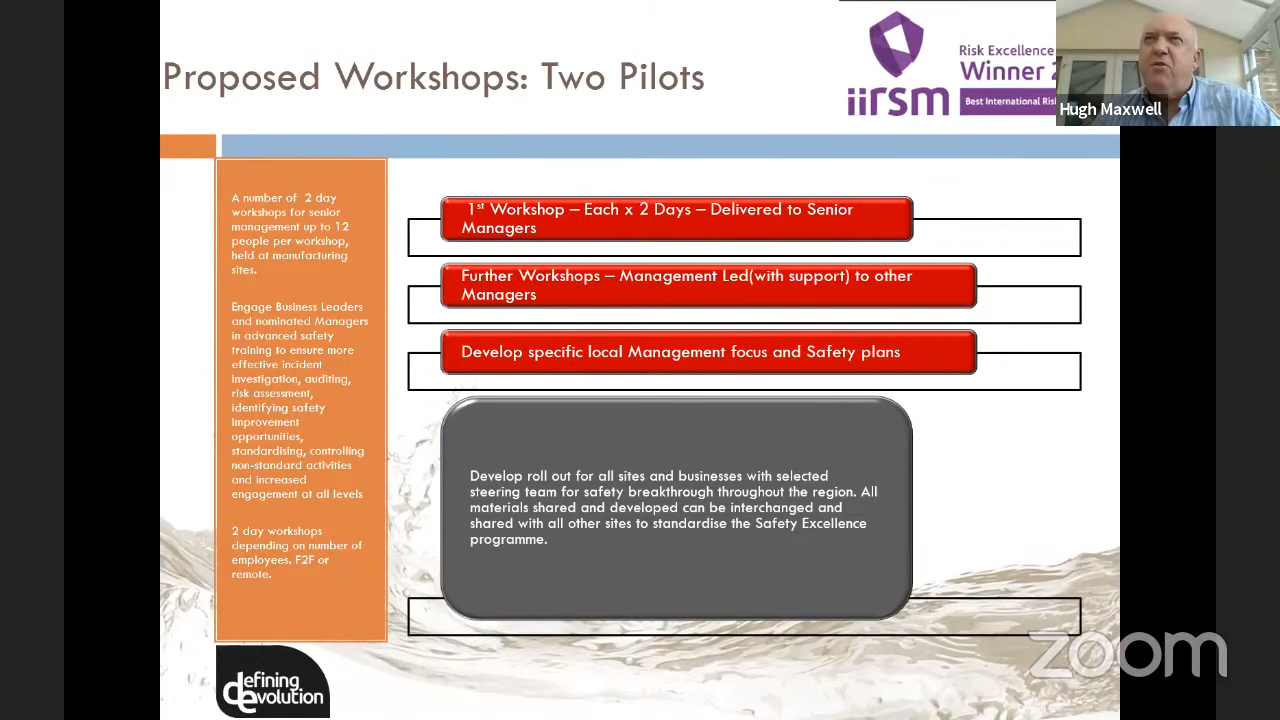 Proposed Workshops: Two Pilots
iirsm
Risk Excellence
Winner
Best International
Hugh Maxwell
A number of 2 day
workshops for senior
management up to 12
people per workshop,
held at manufacturing
sites.
Engage Business Leaders
and nominated Managers
in advanced safety
training to ensure more
effective incident
investigation, auditing,
risk assessment,
identifying safety
improvement
opportunities,
standardising, controlling
non-standard activities
and increased
engagement at all levels
2 day workshops
depending on number of
employees. F2F or
remote.
1st Workshop – Each x 2 Days – Delivered to Senior
Managers
Further Workshops – Management Led(with support) to other
Managers
Develop specific local Management focus and Safety plans
Develop roll out for all sites and businesses with selected
steering team for safety breakthrough throughout the region. All
materials shared and developed can be interchanged and
shared with all other sites to standardise the Safety Excellence
programme.
defining
evolution
zoom